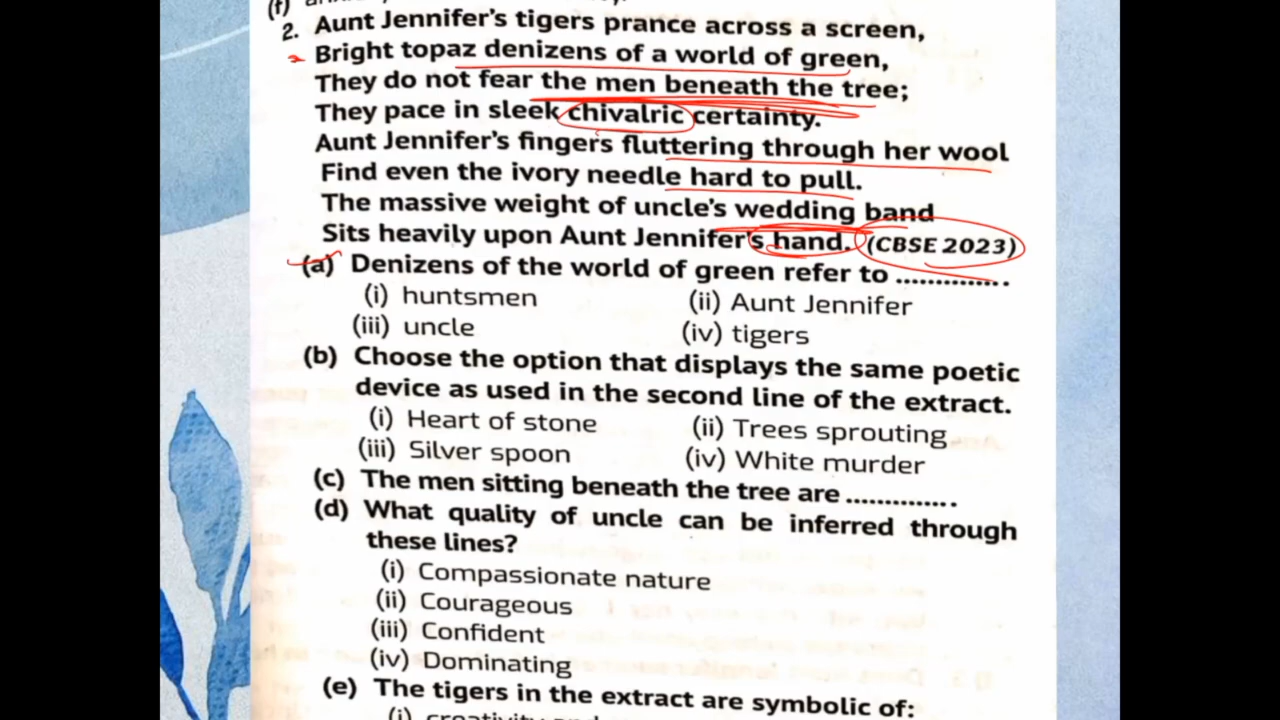 (f)
2. Aunt Jennifer's tigers prance across a screen,
Bright topaz denizens of a world of green,
They do not fear the men beneath the tree;
They pace in sleek chivalric certainty.
Aunt Jennifer's fingers fluttering through her wool
Find even the ivory needle hard to pull.
The massive weight of uncle's wedding band
Sits heavily upon Aunt Jennifer's hand. (CBSE 2023)
(a) Denizens of the world of green refer to ..............
(i) huntsmen (ii) Aunt Jennifer
(iii) uncle (iv) tigers
(b) Choose the option that displays the same poetic
device as used in the second line of the extract.
(i) Heart of stone (ii) Trees sprouting
(iii) Silver spoon (iv) White murder
(c) The men sitting beneath the tree are ..............
(d) What quality of uncle can be inferred through
these lines?
(i) Compassionate nature
(ii) Courageous
(iii) Confident
(iv) Dominating
(e) The tigers in the extract are symbolic of:
(i) creativity and